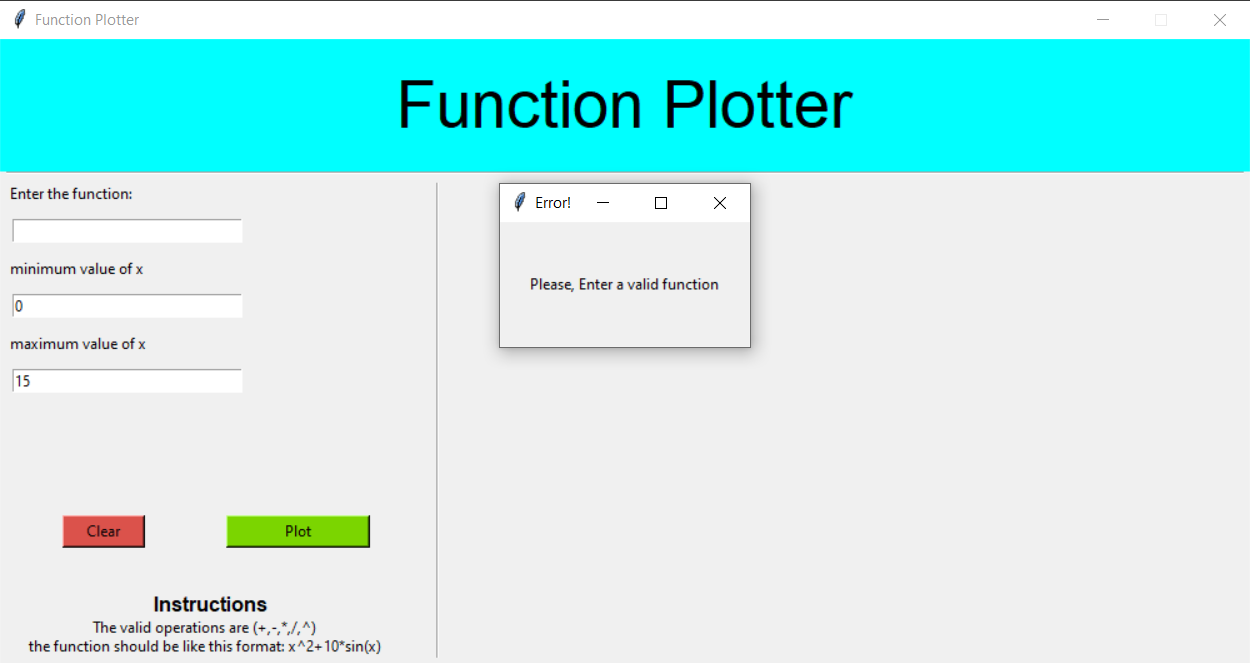 Function Plotter
Function Plotter
Enter the function:
minimum value of x
0
maximum value of x
15
Error!
Please, Enter a valid function
Clear
Plot
Instructions
The valid operations are (+,-,*,/,^)
the function should be like this format: x^2+10*sin(x)